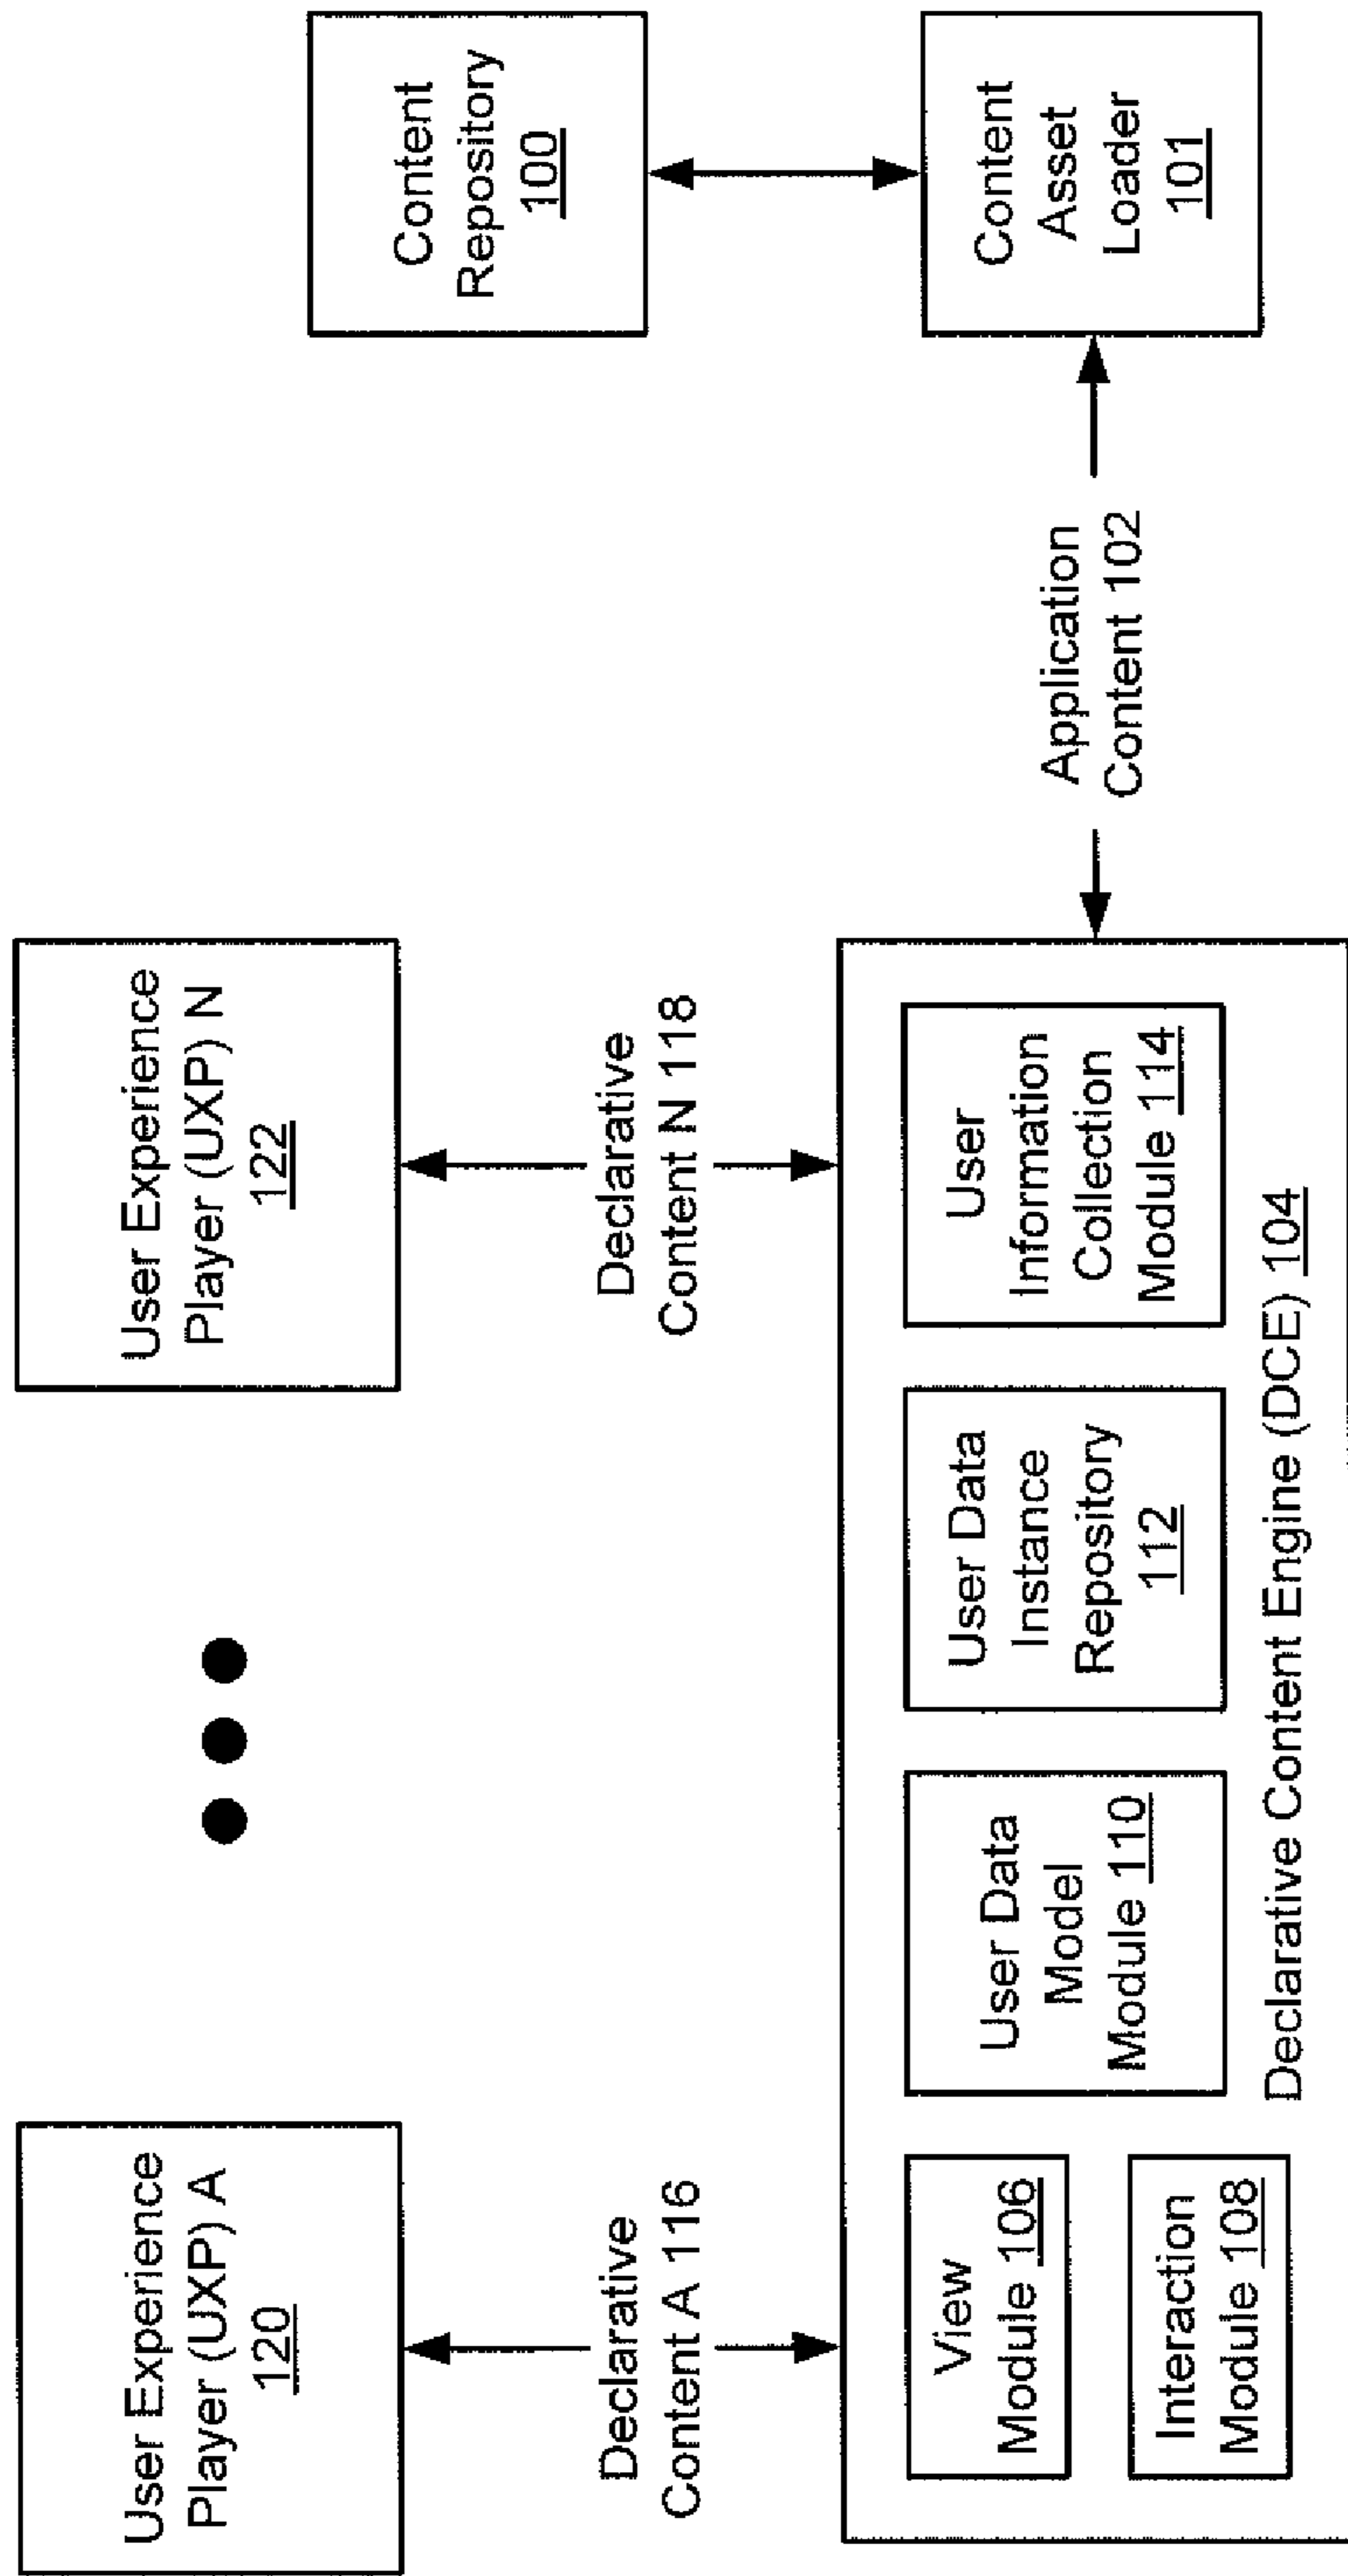 User Experience
Player (UXP) A
120
User Experience
Player (UXP) N
122
Content
Repository
100
Declarative
Content A 116
Declarative
Content N 118
View
Module 106
Interaction
Module 108
User Data
Model
Module 110
User Data
Instance
Repository
112
User
Information
Collection
Module 114
Declarative Content Engine (DCE) 104
Application
Content 102
Content
Asset
Loader
101